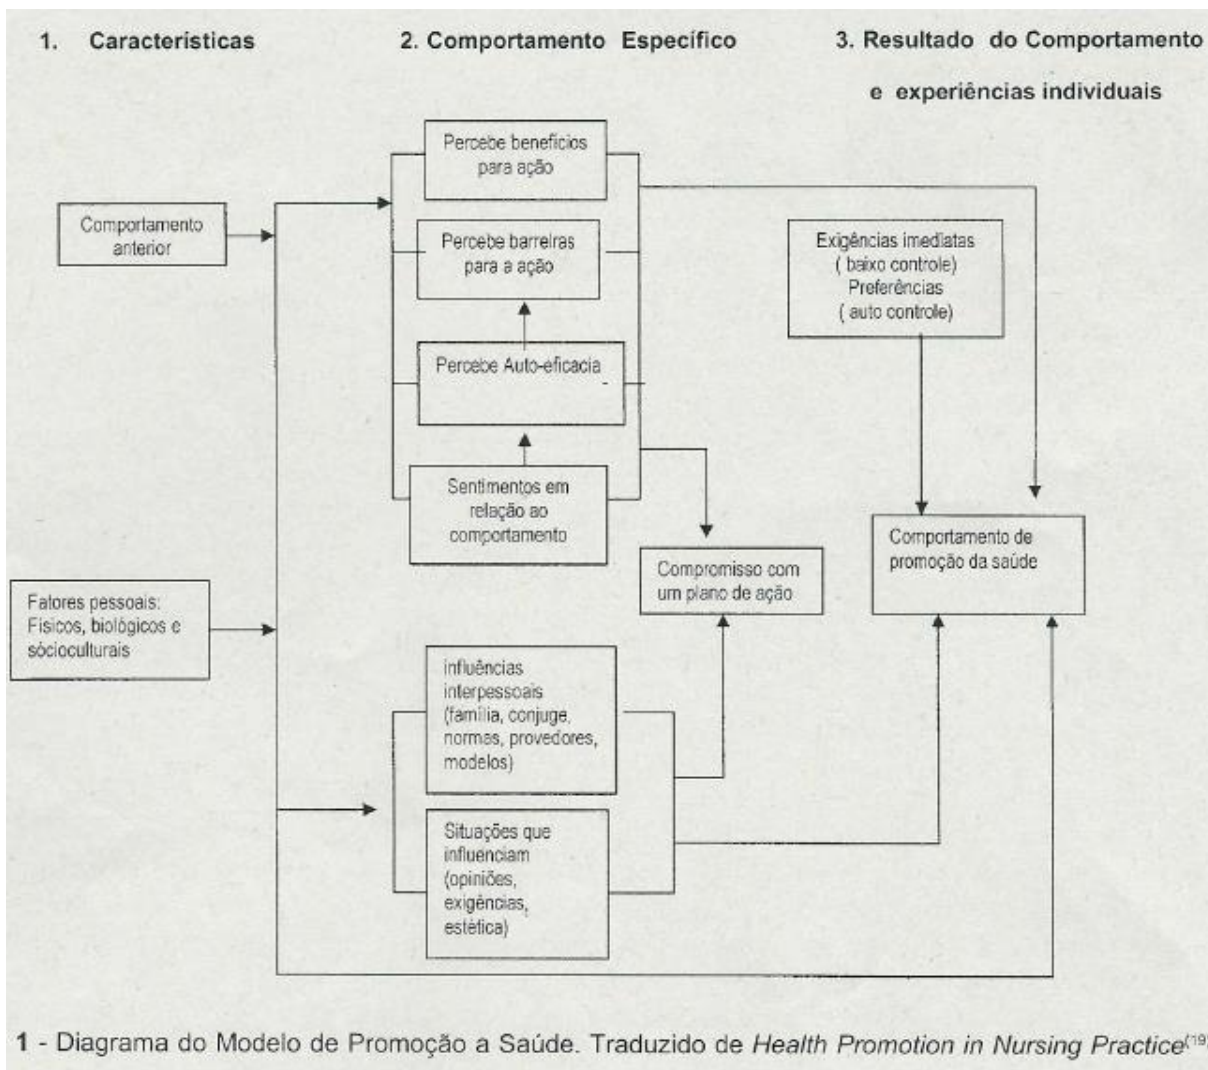 1. Características
2. Comportamento Específico
3. Resultado do Comportamento
e experiências individuais
Comportamento
anterior
Fatores pessoais:
Físicos, biológicos e
sócioculturais
Percebe benefícios
para ação
Percebe barreiras
para a ação
Percebe Auto-eficacia
Sentimentos em
relação ao
comportamento
influências
interpessoais
(família, conjuge,
normas, provedores,
modelos)
Situações que
influenciam
(opiniões,
exigências,
estética)
Compromisso com
um plano de ação
Exigências imediatas
( baixo controle)
Preferências
( auto controle)
Comportamento de
promoção da saúde
1 - Diagrama do Modelo de Promoção a Saúde. Traduzido de Health Promotion in Nursing Practice(19)